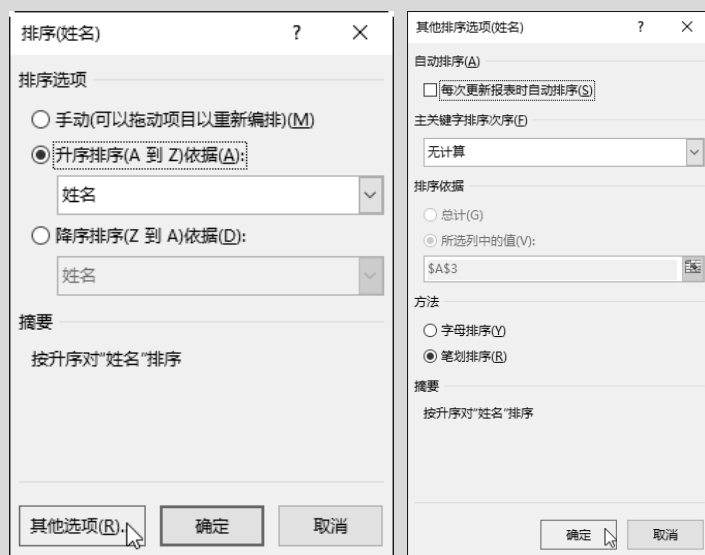 排序(姓名)
?
排序选项
手动(可以拖动项目以重新编排)(M)
升序排序(A 到 Z)依据(A):
姓名
降序排序(Z 到 A)依据(D):
姓名
摘要
按升序对"姓名"排序
其他选项(R)...
确定
取消
其他排序选项(姓名)
?
自动排序(A)
每次更新报表时自动排序(S)
主关键字排序次序(F)
无计算
排序依据
总计(G)
所选列中的值(V):
$A$3
方法
字母排序(Y)
笔划排序(R)
摘要
按升序对"姓名"排序
确定
取消